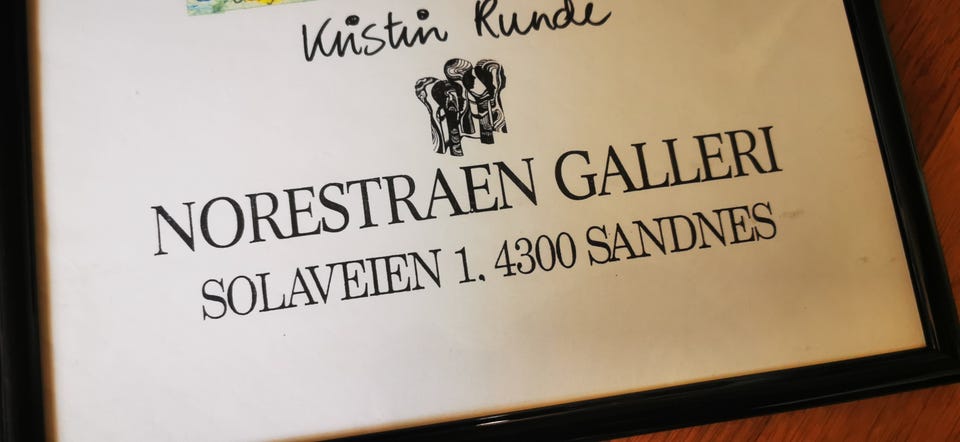 Kristin Runde
NORESTRAEN GALLERI
SOLAVEIEN 1. 4300 SANDNES